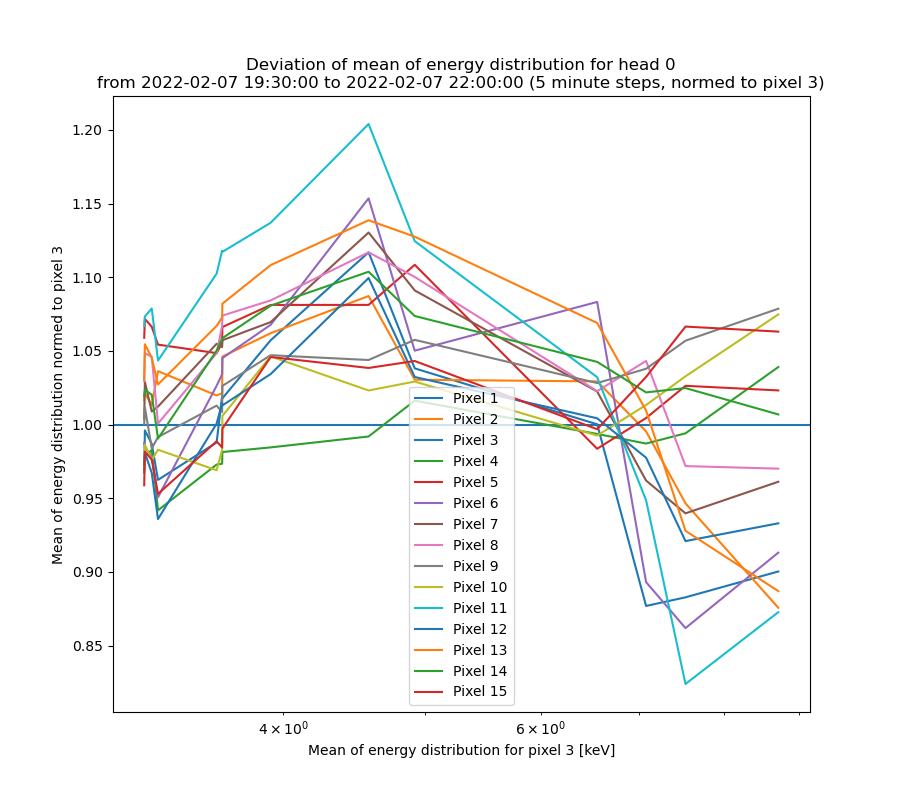 Deviation of mean of energy distribution for head 0
from 2022-02-07 19:30:00 to 2022-02-07 22:00:00 (5 minute steps, normed to pixel 3)
Mean of energy distribution normed to pixel 3
1.20
1.15
1.10
1.05
1.00
0.95
0.90
0.85
Pixel 1
Pixel 2
Pixel 3
Pixel 4
Pixel 5
Pixel 6
Pixel 7
Pixel 8
Pixel 9
Pixel 10
Pixel 11
Pixel 12
Pixel 13
Pixel 14
Pixel 15
4 × 10⁰ 6 × 10⁰
Mean of energy distribution for pixel 3 [keV]